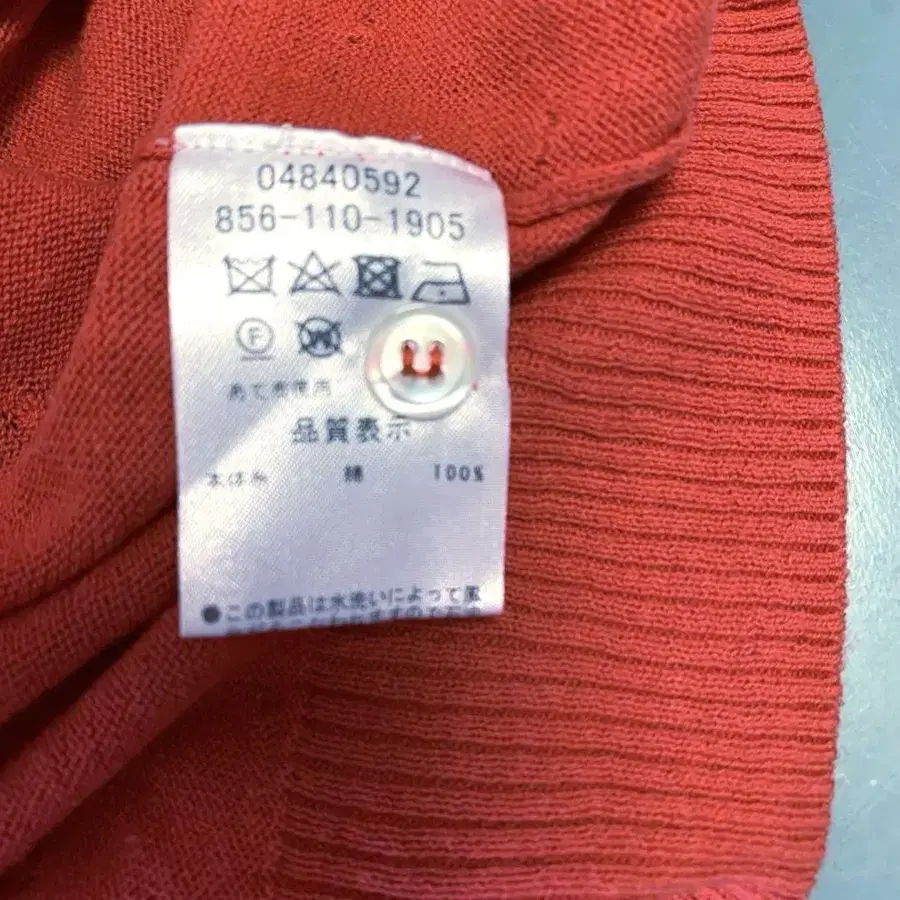 04840592
856-110-1905
F
W
あて布使用
品質表示
本体糸 綿 100%
●この製品は水洗いによって風